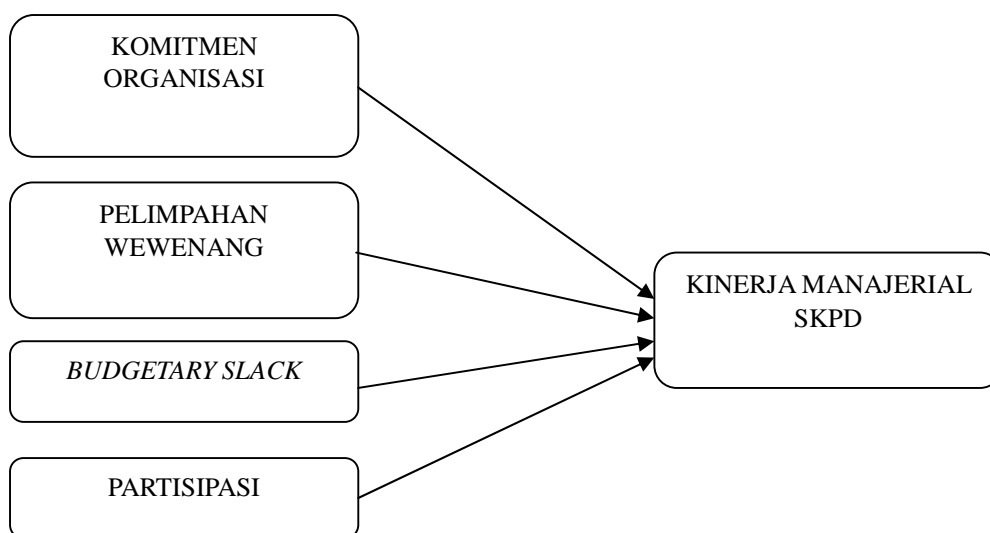 KOMITMEN
ORGANISASI
PELIMPAHAN
WEWENANG
KINERJA MANAJERIAL
SKPD
BUDGETARY SLACK
PARTISIPASI